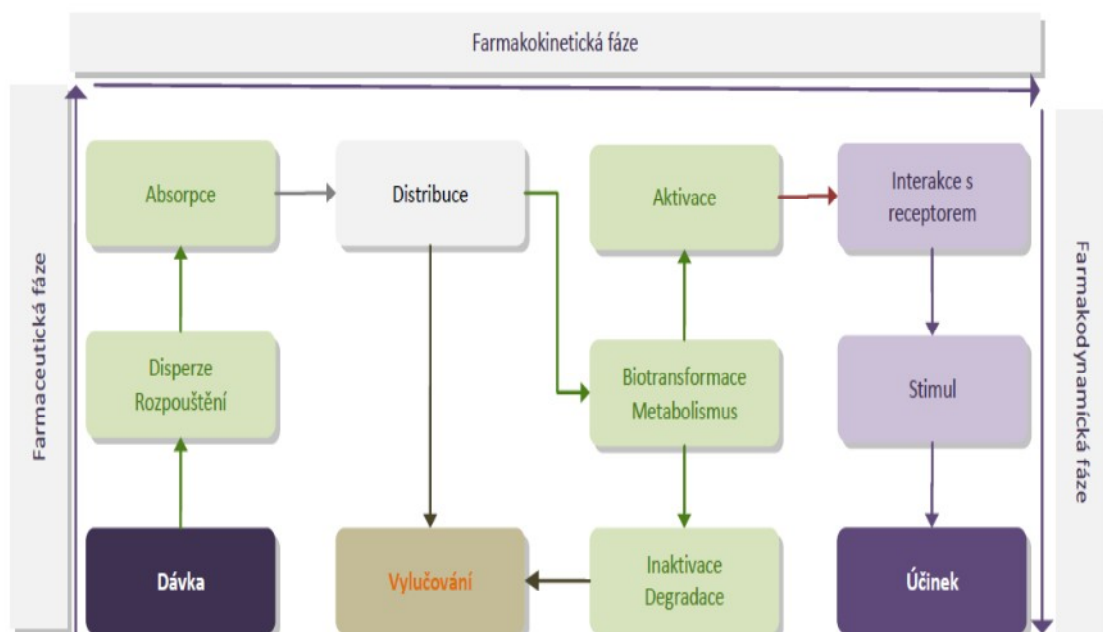 Farmakokinetická fáze
Farmaceutická fáze
Absorpce
Distribuce
Aktivace
Interakce s
receptorem
Farmakodynamícká fáze
Disperze
Rozpouštění
Biotransformace
Metabolismus
Stimul
Dávka
Vylučování
Inaktivace
Degradace
Účinek